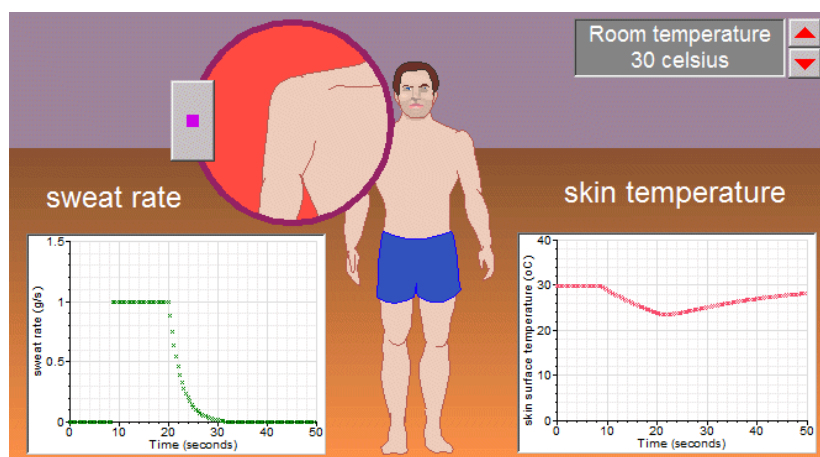 Room temperature
30 celsius
sweat rate
skin temperature
1.5
1
0.5
0
sweat rate (g/s)
0 10 20 30 40 50
Time (seconds)
40
30
20
10
0
skin surface temperature (oC)
0 10 20 30 40 50
Time (seconds)